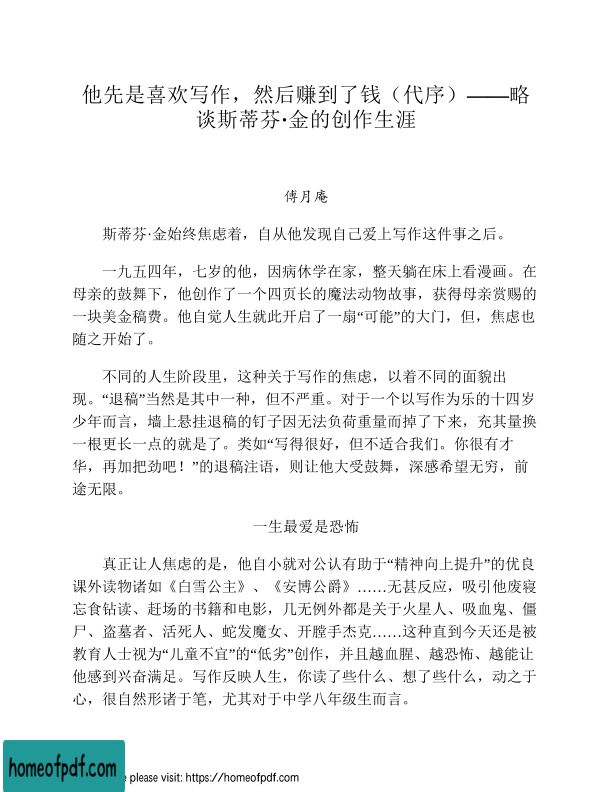 他先是喜欢写作，然后赚到了钱（代序）——略
谈斯蒂芬·金的创作生涯
傅月庵
斯蒂芬·金始终焦虑着，自从他发现自己爱上写作这件事之后。
一九五四年，七岁的他，因病休学在家，整天躺在床上看漫画。在
母亲的鼓舞下，他创作了一个四页长的魔法动物故事，获得母亲赏赐的
一块美金稿费。他自觉人生就此开启了一扇“可能”的大门，但，焦虑也
随之开始了。
不同的人生阶段里，这种关于写作的焦虑，以着不同的面貌出
现。“退稿”当然是其中一种，但不严重。对于一个以写作为乐的十四岁
少年而言，墙上悬挂退稿的钉子因无法负荷重量而掉了下来，充其量换
一根更长一点的就是了。类如“写得很好，但不适合我们。你很有才
华，再加把劲吧！”的退稿注语，则让他大受鼓舞，深感希望无穷，前
途无限。
一生最爱是恐怖
真正让人焦虑的是，他自小就对公认有助于“精神向上提升”的优良
课外读物诸如《白雪公主》、《安博公爵》……无甚反应，吸引他废寝
忘食钻读、赶场的书籍和电影，几无例外都是关于火星人、吸血鬼、僵
尸、盗墓者、活死人、蛇发魔女、开膛手杰克……这种直到今天还是被
教育人士视为“儿童不宜”的“低劣”创作，并且越血腥、越恐怖、越能让
他感到兴奋满足。写作反映人生，你读了些什么、想了些什么，动之于
心，很自然形诸于笔，尤其对于中学八年级生而言。
homeofpdf.com
e please visit: https://homeofpdf.com